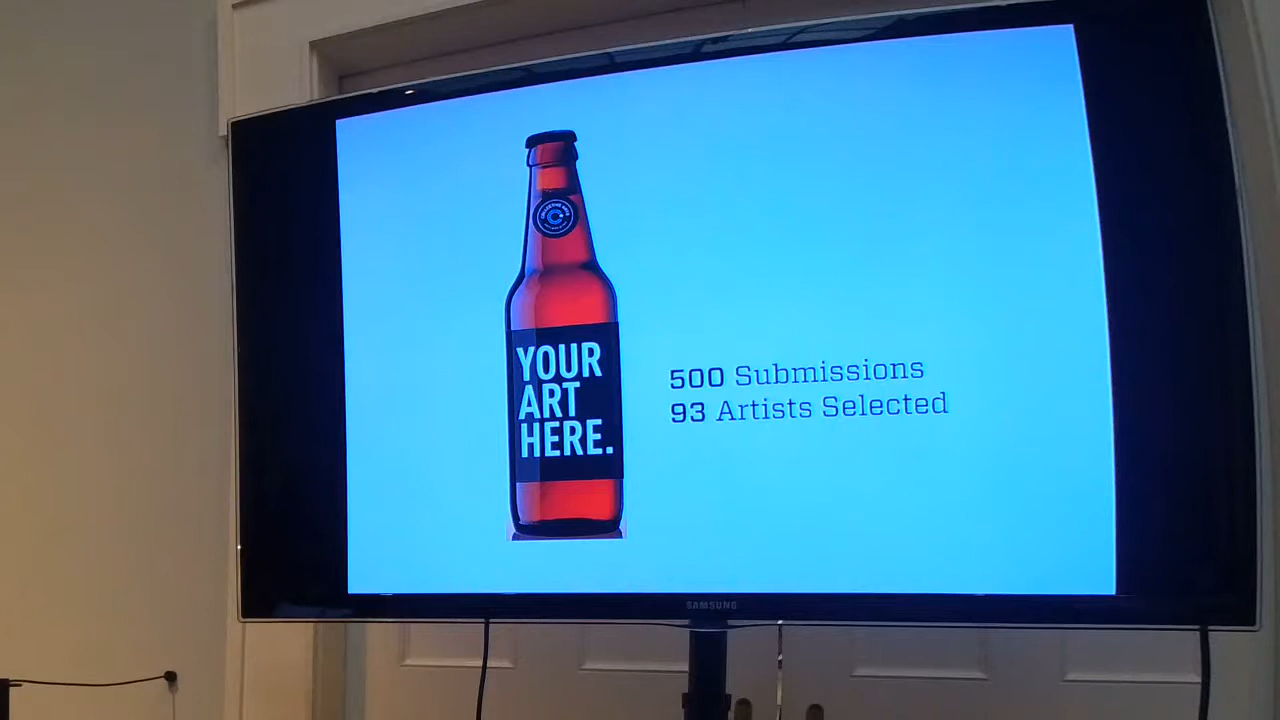 YOUR
ART
HERE.
500 Submissions
93 Artists Selected
SAMSUNG